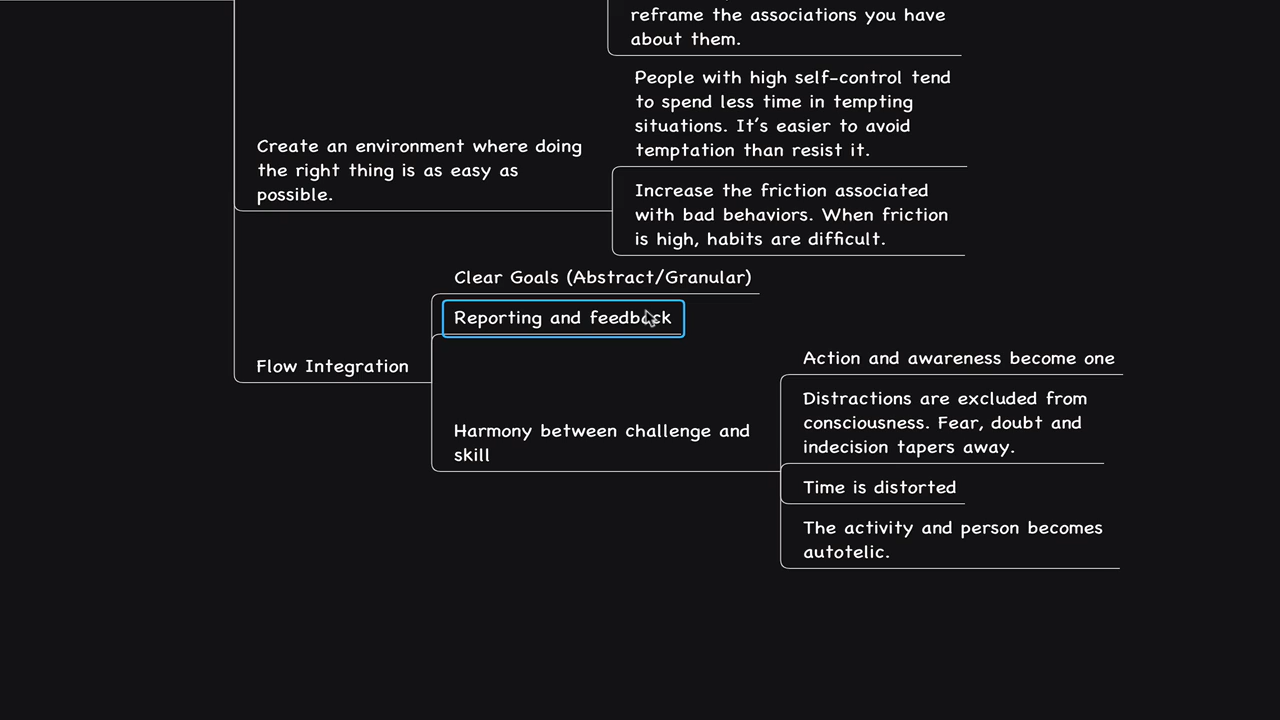 reframe the associations you have
about them.
People with high self-control tend
to spend less time in tempting
situations. It's easier to avoid
temptation than resist it.
Create an environment where doing
the right thing is as easy as
possible.
Increase the friction associated
with bad behaviors. When friction
is high, habits are difficult.
Clear Goals (Abstract/Granular)
Reporting and feedback
Flow Integration
Harmony between challenge and
skill
Action and awareness become one
Distractions are excluded from
consciousness. Fear, doubt and
indecision tapers away.
Time is distorted
The activity and person becomes
autotelic.